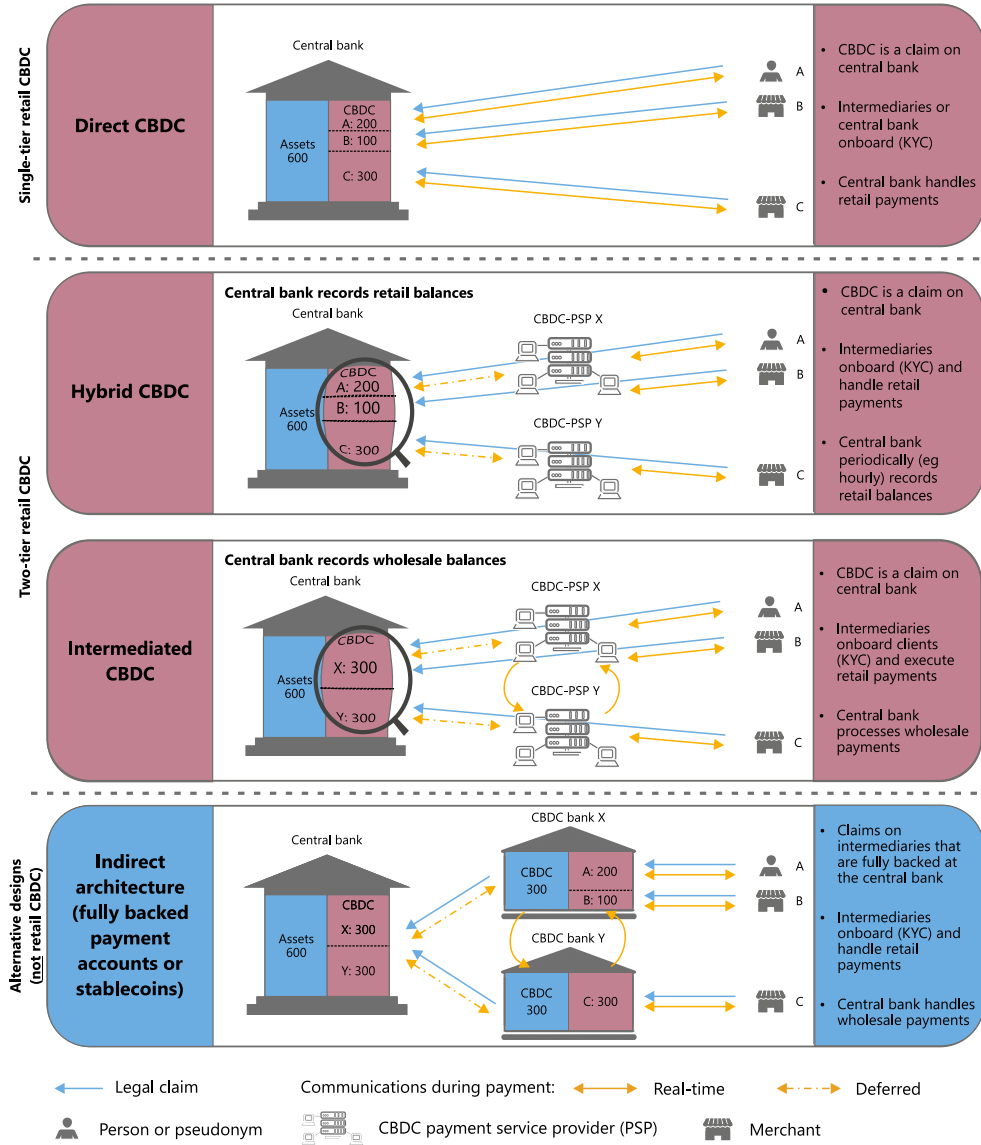 Single-tier retail CBDC
Direct CBDC
Central bank
Assets
600
CBDC
A: 200
B: 100
C: 300
A
B
C
• CBDC is a claim on
central bank
• Intermediaries or
central bank
onboard (KYC)
• Central bank handles
retail payments
Two-tier retail CBDC
Hybrid CBDC
Central bank records retail balances
Central bank
Assets
600
CBDC
A: 200
B: 100
C: 300
CBDC-PSP X
CBDC-PSP Y
A
B
C
• CBDC is a claim on
central bank
• Intermediaries
onboard (KYC) and
handle retail
payments
• Central bank
periodically (eg
hourly) records
retail balances
Intermediated
CBDC
Central bank records wholesale balances
Central bank
Assets
600
CBDC
X: 300
Y: 300
CBDC-PSP X
CBDC-PSP Y
A
B
C
• CBDC is a claim on
central bank
• Intermediaries
onboard clients
(KYC) and execute
retail payments
• Central bank
processes wholesale
payments
Alternative designs
(not retail CBDC)
Indirect
architecture
(fully backed
payment
accounts or
stablecoins)
Central bank
Assets
600
CBDC
X: 300
Y: 300
CBDC bank X
CBDC
300
A: 200
B: 100
CBDC bank Y
CBDC
300
C: 300
A
B
C
• Claims on
intermediaries that
are fully backed at
the central bank
• Intermediaries
onboard (KYC) and
handle retail
payments
• Central bank handles
wholesale payments
Legal claim
Communications during payment:
Real-time
Deferred
Person or pseudonym
CBDC payment service provider (PSP)
Merchant